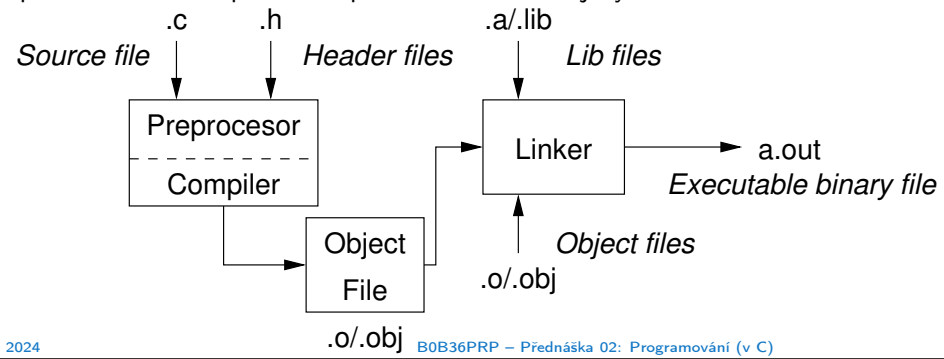 .c .h .a/.lib
Source file Header files Lib files
Preprocesor
Compiler
Linker
a.out
Executable binary file
Object
File
Object files
.o/.obj
.o/.obj
2024 B0B36PRP – Přednáška 02: Programování (v C)